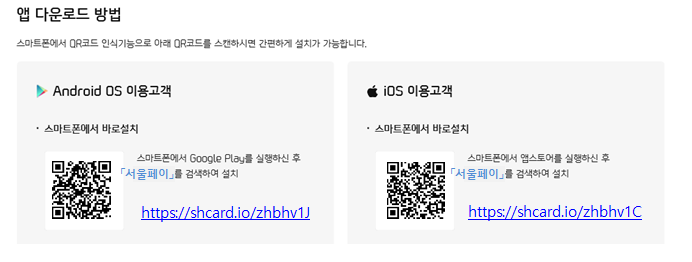 앱 다운로드 방법
스마트폰에서 QR코드 인식기능으로 아래 QR코드를 스캔하시면 간편하게 설치가 가능합니다.
Android OS 이용고객
· 스마트폰에서 바로설치
스마트폰에서 Google Play를 실행하신 후
「서울페이」를 검색하여 설치
https://shcard.io/zhbhv1J
iOS 이용고객
· 스마트폰에서 바로설치
스마트폰에서 앱스토어를 실행하신 후
「서울페이」를 검색하여 설치
https://shcard.io/zhbhv1C